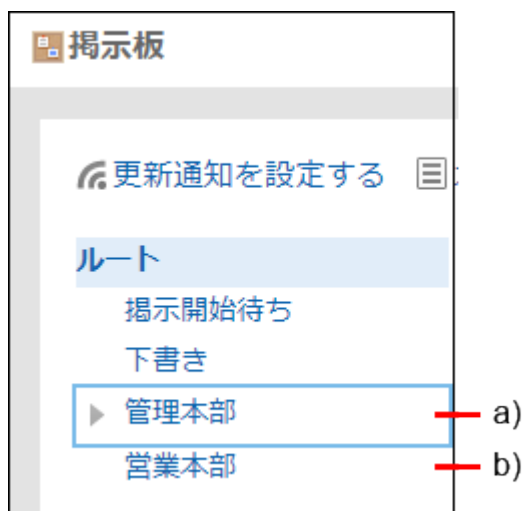 掲示板
更新通知を設定する
ルート
掲示開始待ち
下書き
管理本部 a)
営業本部 b)